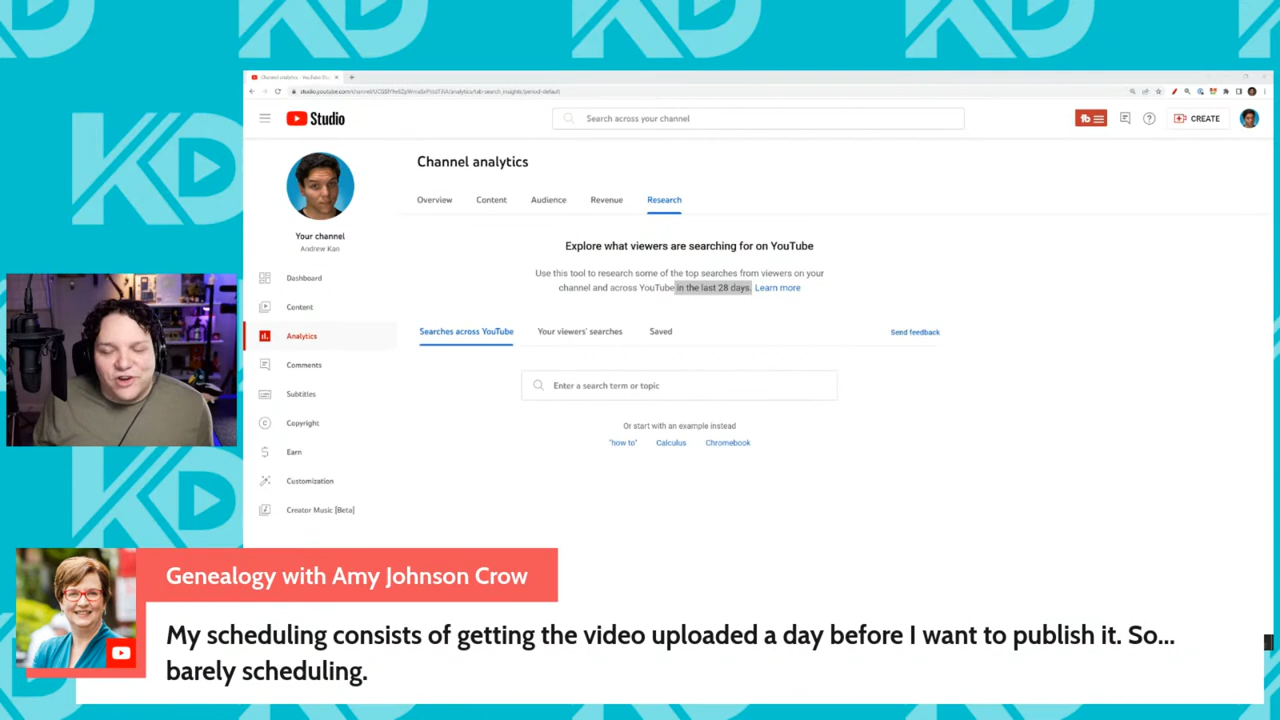 KD
Channel analytics - YouTube Stu
Studio
Search across your channel
CREATE
Your channel
Andrew Kan
Dashboard
Content
Analytics
Comments
Subtitles
Copyright
Earn
Customization
Creator Music [Beta]
Channel analytics
Overview Content Audience Revenue Research
Explore what viewers are searching for on YouTube
Use this tool to research some of the top searches from viewers on your
channel and across YouTube in the last 28 days. Learn more
Searches across YouTube Your viewers' searches Saved Send feedback
Enter a search term or topic
Or start with an example instead
"how to" Calculus Chromebook
Genealogy with Amy Johnson Crow
My scheduling consists of getting the video uploaded a day before I want to publish it. So...
barely scheduling.